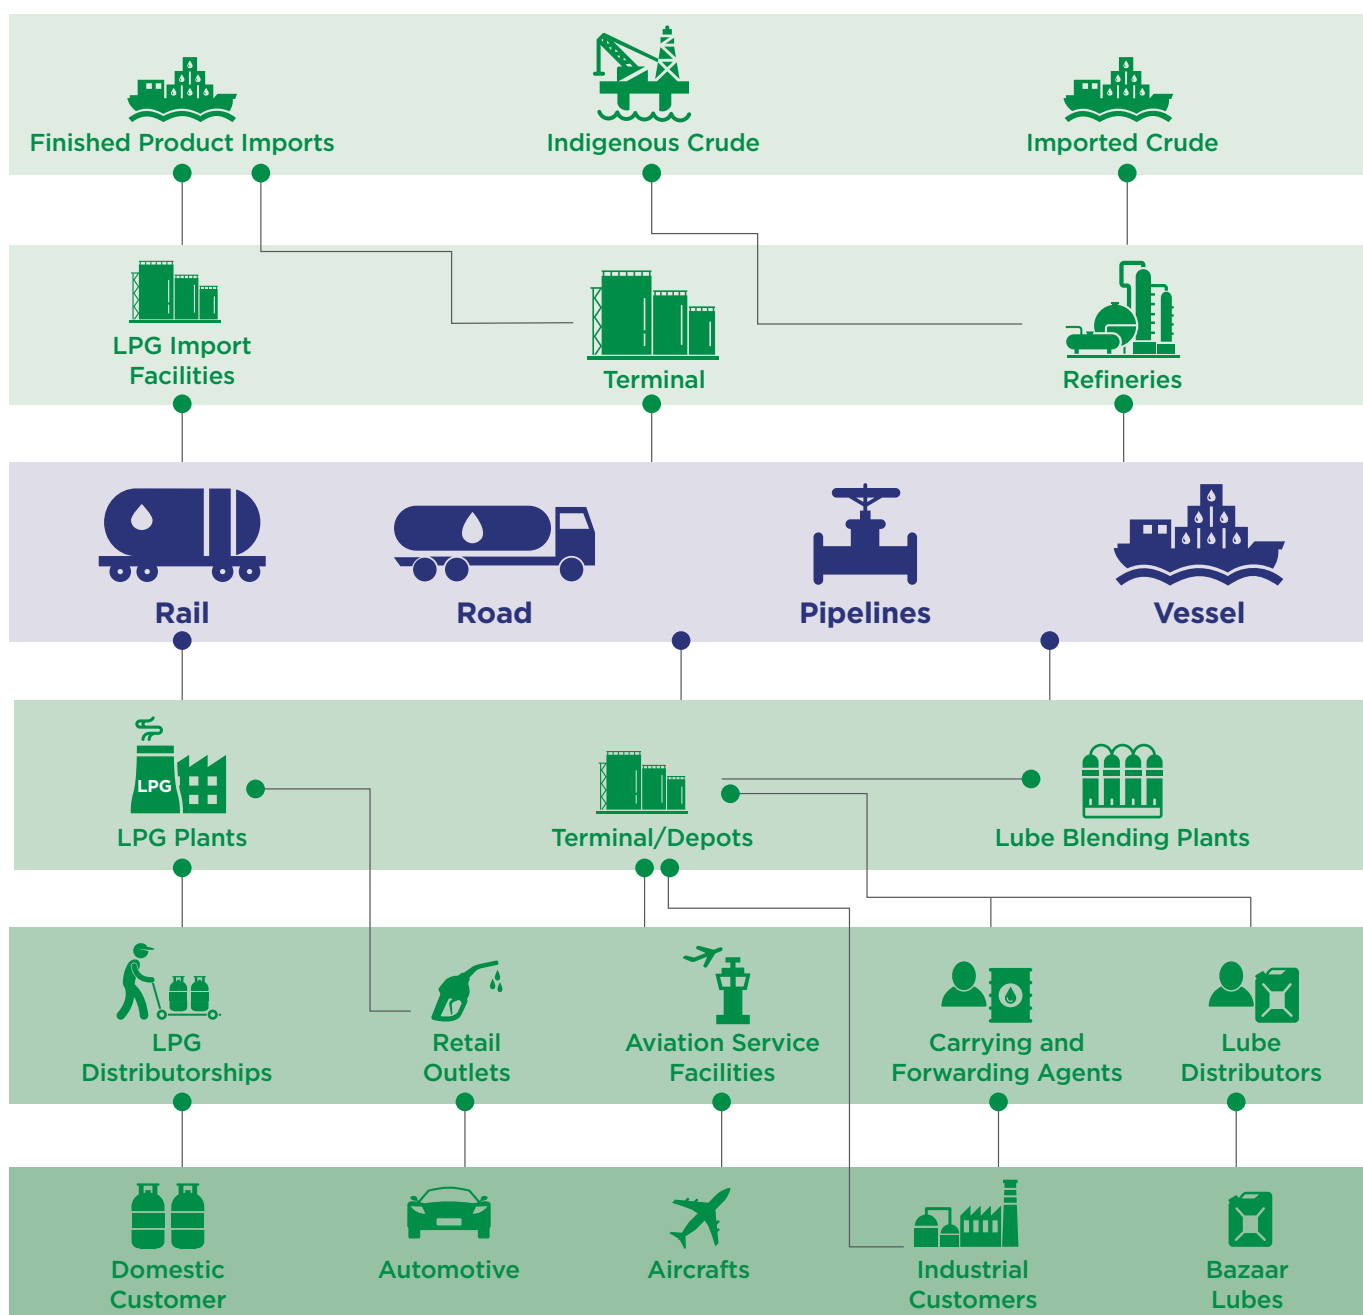 Finished Product Imports
Indigenous Crude
Imported Crude
LPG Import
Facilities
Terminal
Refineries
Rail
Road
Pipelines
Vessel
LPG
LPG Plants
Terminal/Depots
Lube Blending Plants
LPG
Distributorships
Retail
Outlets
Aviation Service
Facilities
Carrying and
Forwarding Agents
Lube
Distributors
Domestic
Customer
Automotive
Aircrafts
Industrial
Customers
Bazaar
Lubes